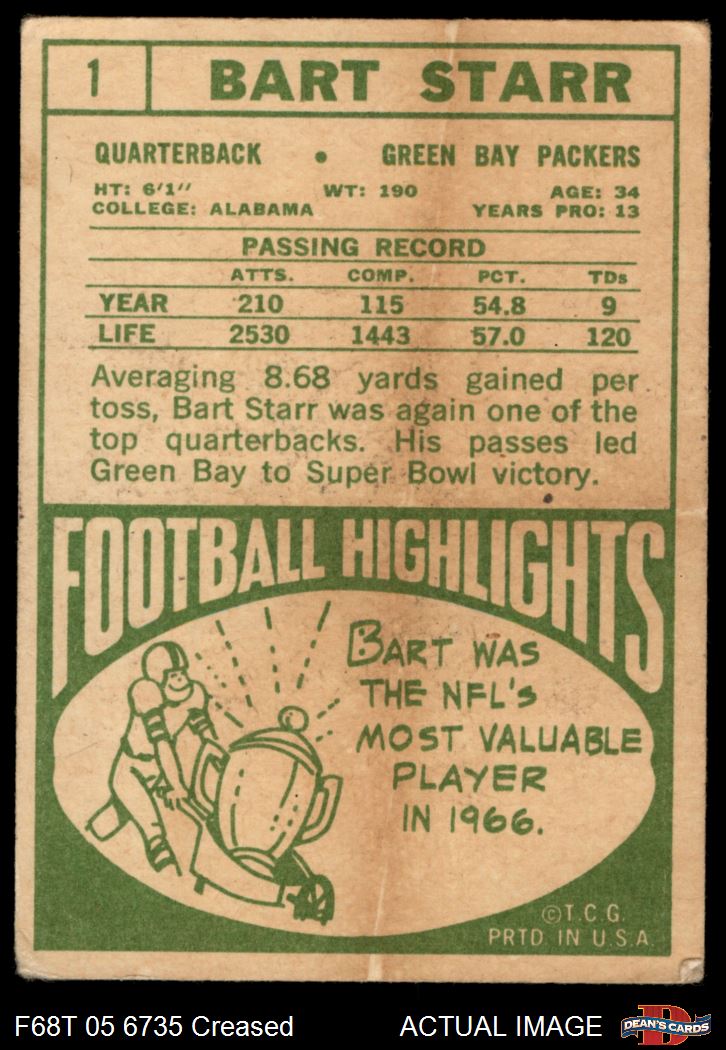 1 BART STARR
QUARTERBACK • GREEN BAY PACKERS
HT: 6'1" WT: 190 AGE: 34
COLLEGE: ALABAMA YEARS PRO: 13
PASSING RECORD
ATTS. COMP. PCT. TDs
YEAR 210 115 54.8 9
LIFE 2530 1443 57.0 120
Averaging 8.68 yards gained per
toss, Bart Starr was again one of the
top quarterbacks. His passes led
Green Bay to Super Bowl victory.
FOOTBALL HIGHLIGHTS
BART WAS
THE NFL'S
MOST VALUABLE
PLAYER
IN 1966.
©T.C.G.
PRTD. IN U.S.A.
F68T 05 6735 Creased ACTUAL IMAGE
D
DEAN'S CARDS